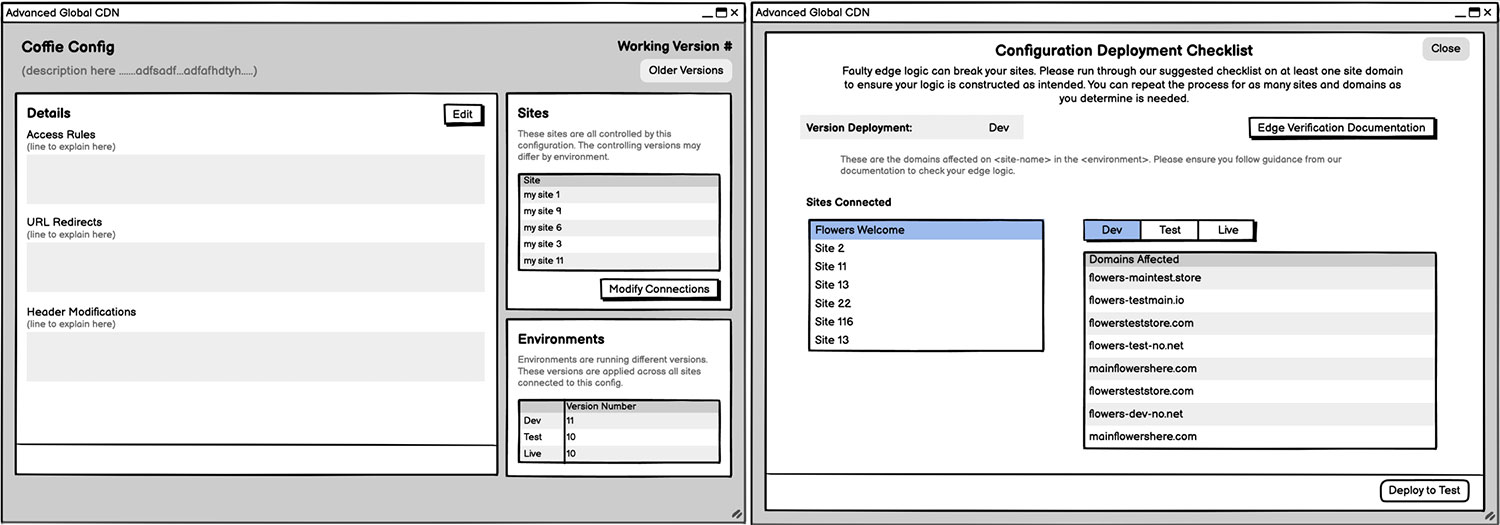 Advanced Global CDN
Coffie Config
Working Version #
(description here .......adfsadf...adfafhdtyh.....)
Older Versions
Details
Edit
Access Rules
(line to explain here)
URL Redirects
(line to explain here)
Header Modifications
(line to explain here)
Sites
These sites are all controlled by this
configuration. The controlling versions may
differ by environment.
Site
my site 1
my site 9
my site 6
my site 3
my site 11
Modify Connections
Environments
Environments are running different versions.
These versions are applied across all sites
connected to this config.
Version Number
Dev 11
Test 10
Live 10
Advanced Global CDN
Configuration Deployment Checklist
Close
Faulty edge logic can break your sites. Please run through our suggested checklist on at least one site domain
to ensure your logic is constructed as intended. You can repeat the process for as many sites and domains as
you determine is needed.
Version Deployment: Dev
Edge Verification Documentation
These are the domains affected on <site-name> in the <environment>. Please ensure you follow guidance from our
documentation to check your edge logic.
Sites Connected
Flowers Welcome
Site 2
Site 11
Site 13
Site 22
Site 116
Site 13
Dev Test Live
Domains Affected
flowers-maintest.store
flowers-testmain.io
flowersteststore.com
flowers-test-no.net
mainflowershere.com
flowersteststore.com
flowers-dev-no.net
mainflowershere.com
Deploy to Test